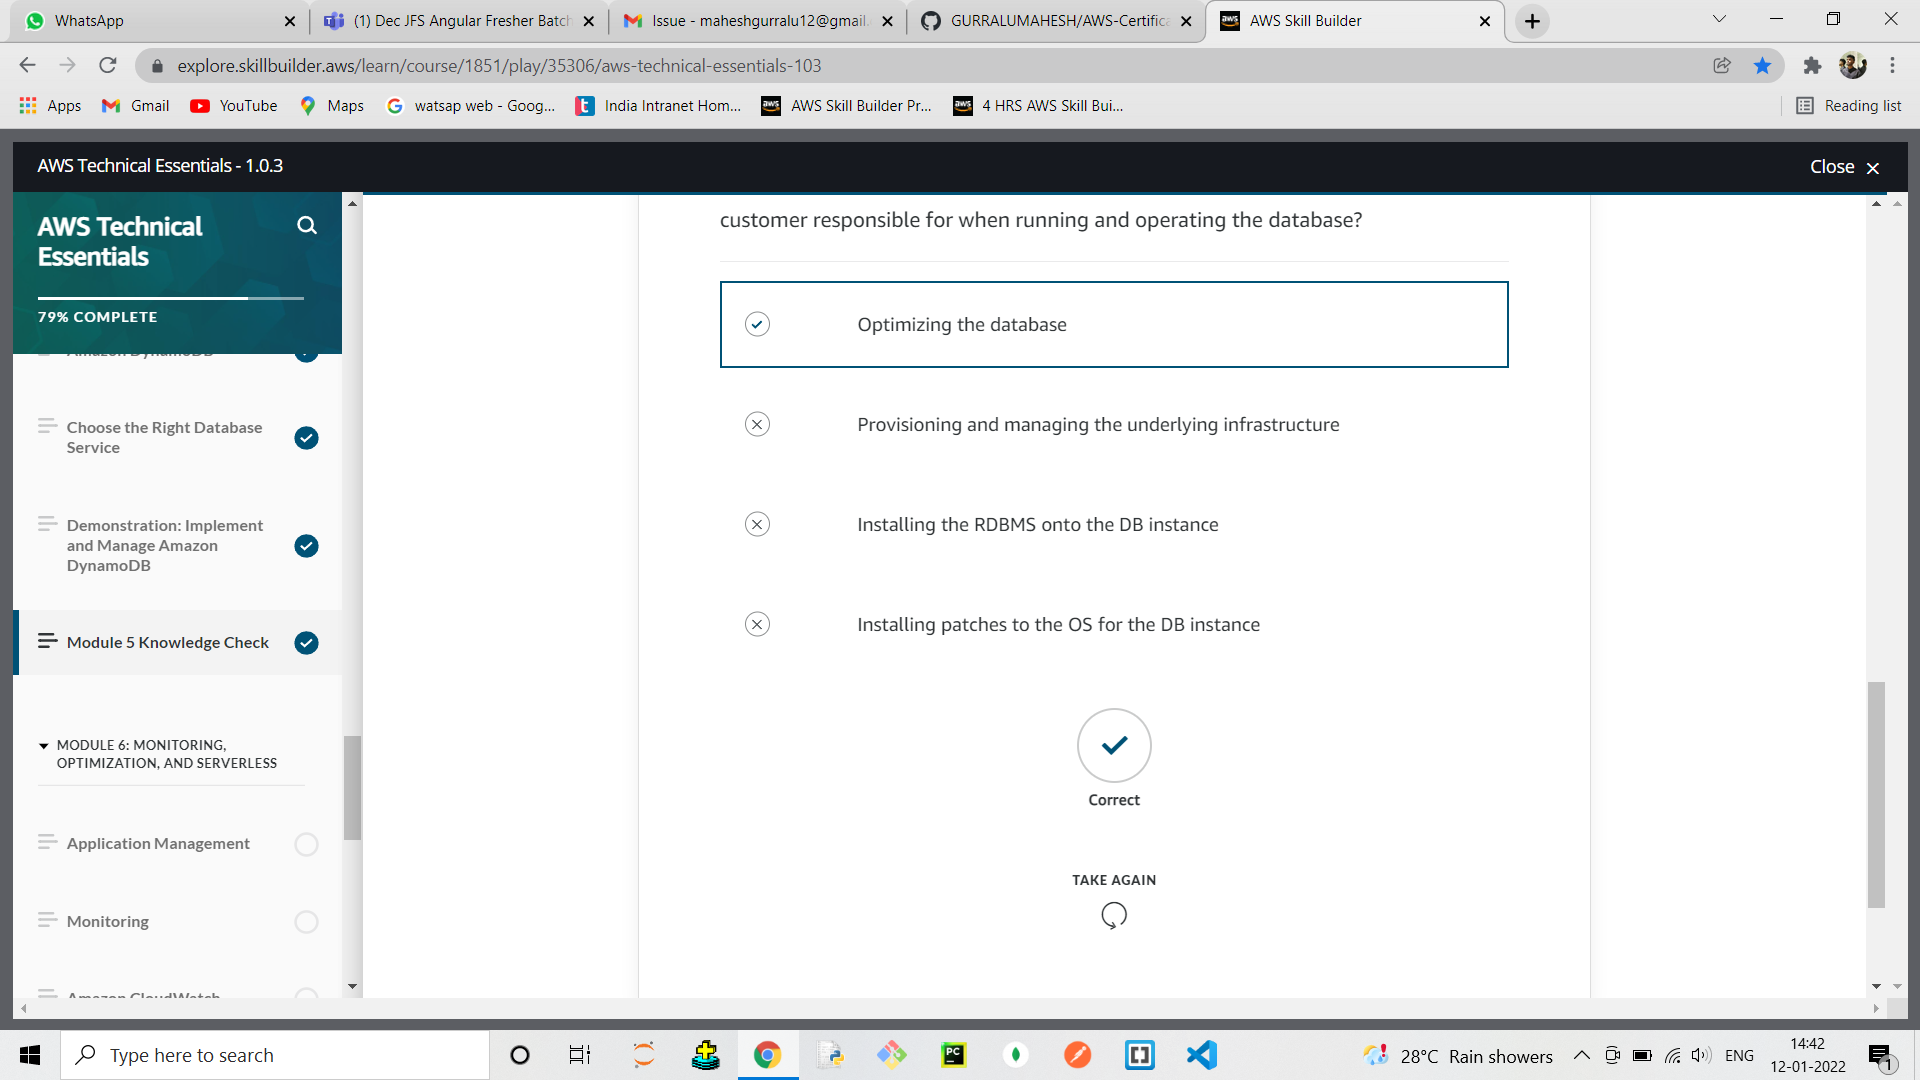 WhatsApp
(1) Dec JFS Angular Fresher Batch
Issue - maheshgurralu12@gmail.
GURRALUMAHESH/AWS-Certifica
AWS Skill Builder
explore.skillbuilder.aws/learn/course/1851/play/35306/aws-technical-essentials-103
Apps
Gmail
YouTube
Maps
watsap web - Goog...
India Intranet Hom...
AWS Skill Builder Pr...
4 HRS AWS Skill Bui...
Reading list
AWS Technical Essentials - 1.0.3
Close
AWS Technical
Essentials
79% COMPLETE
Amazon DynamoDB
Choose the Right Database
Service
Demonstration: Implement
and Manage Amazon
DynamoDB
Module 5 Knowledge Check
MODULE 6: MONITORING,
OPTIMIZATION, AND SERVERLESS
Application Management
Monitoring
Amazon CloudWatch
customer responsible for when running and operating the database?
Optimizing the database
Provisioning and managing the underlying infrastructure
Installing the RDBMS onto the DB instance
Installing patches to the OS for the DB instance
Correct
TAKE AGAIN
Type here to search
28°C Rain showers
ENG
14:42
12-01-2022
1